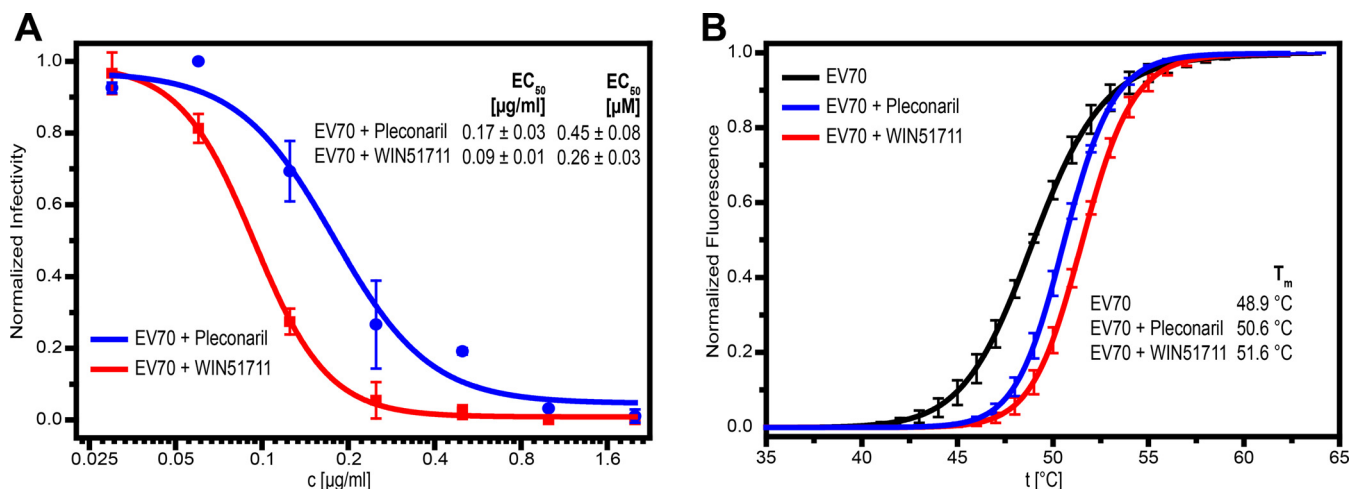 A
Normalized Infectivity
1.0
0.8
0.6
0.4
0.2
0.0
EC50 EC50
[µg/ml] [µM]
EV70 + Pleconaril 0.17 ± 0.03 0.45 ± 0.08
EV70 + WIN51711 0.09 ± 0.01 0.26 ± 0.03
EV70 + Pleconaril
EV70 + WIN51711
0.025 0.05 0.1 0.2 0.4 0.8 1.6
c [µg/ml]
B
Normalized Fluorescence
1.0
0.8
0.6
0.4
0.2
0.0
EV70
EV70 + Pleconaril
EV70 + WIN51711
Tm
EV70 48.9 °C
EV70 + Pleconaril 50.6 °C
EV70 + WIN51711 51.6 °C
35 40 45 50 55 60 65
t [°C]